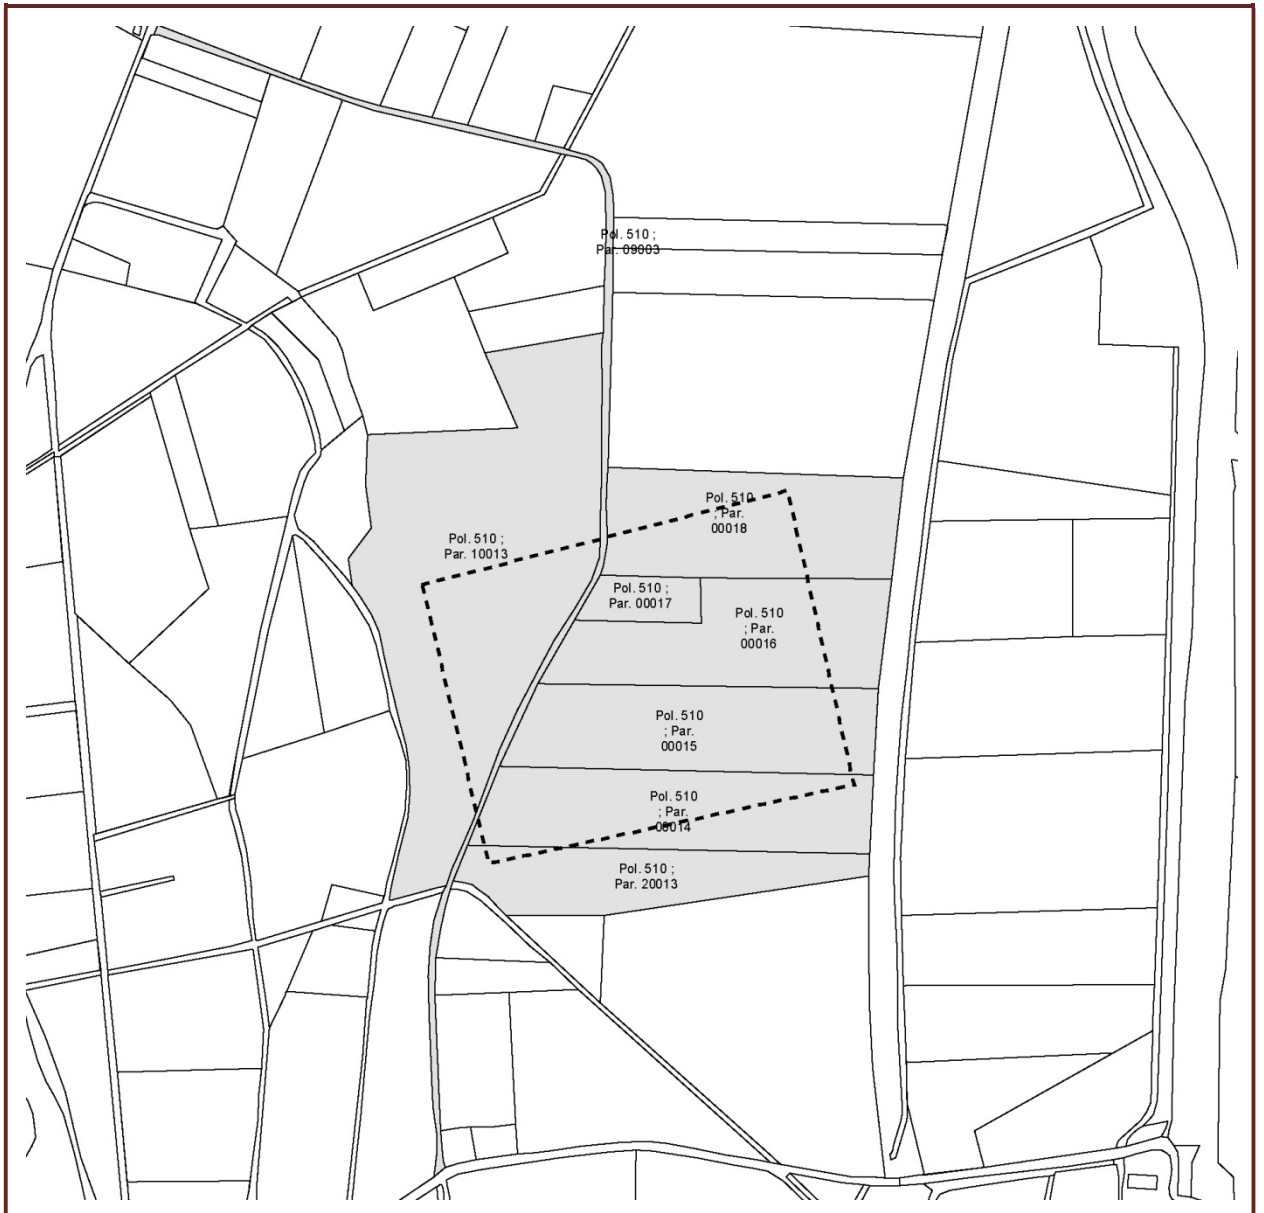 Pol. 510 ;
Par. 09003
Pol. 510
; Par.
00018
Pol. 510 ;
Par. 10013
Pol. 510 ;
Par. 00017
Pol. 510
; Par.
00016
Pol. 510
; Par.
00015
Pol. 510
; Par.
00014
Pol. 510 ;
Par. 20013